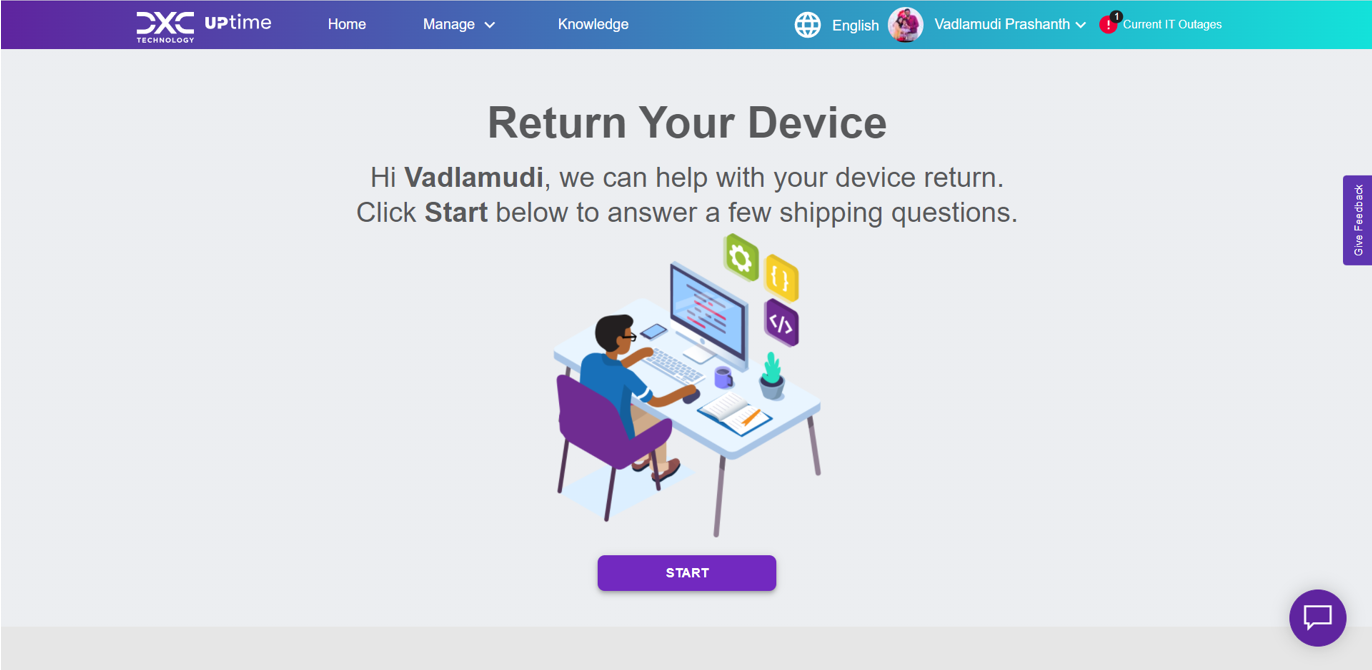 DXC TECHNOLOGY UPtime Home Manage Knowledge English Vadlamudi Prashanth ! 1 Current IT Outages
Return Your Device
Hi Vadlamudi, we can help with your device return.
Click Start below to answer a few shipping questions.
Give Feedback
{ }
</>
START